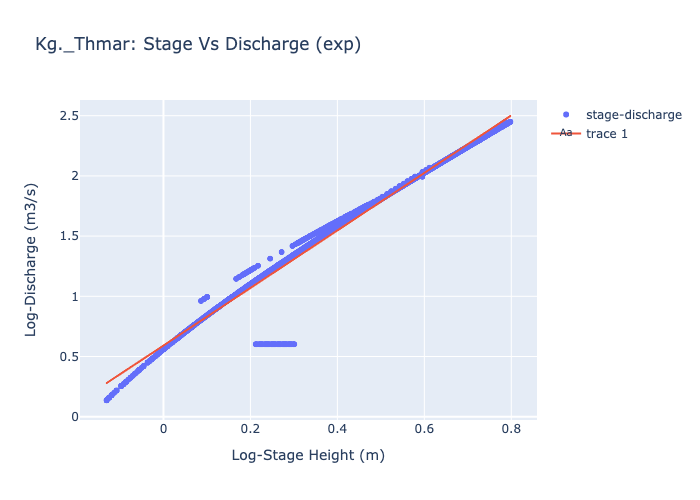 Kg._Thmar: Stage Vs Discharge (exp)
stage-discharge
Aa trace 1
Log-Discharge (m3/s)
2.5
2
1.5
1
0.5
0
0 0.2 0.4 0.6 0.8
Log-Stage Height (m)